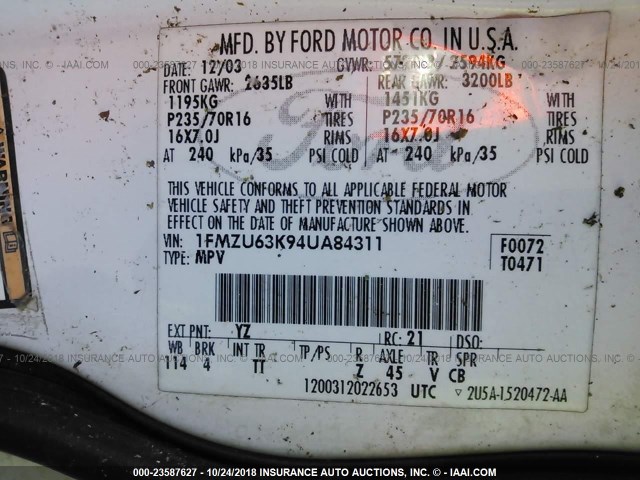 MFD. BY FORD MOTOR CO. IN U.S.A.
DATE: 12/03 GVWR: 2594KG
FRONT GAWR: 2635LB REAR GAWR: 3200LB
1195KG WITH 1451KG WITH
P235/70R16 TIRES P235/70R16 TIRES
16X7.0J RIMS 16X7.0J RIMS
AT 240 kPa/35 PSI COLD AT 240 kPa/35 PSI COLD
Ford
THIS VEHICLE CONFORMS TO ALL APPLICABLE FEDERAL MOTOR
VEHICLE SAFETY AND THEFT PREVENTION STANDARDS IN
EFFECT ON THE DATE OF MANUFACTURE SHOWN ABOVE.
VIN: 1FMZU63K94UA84311 F0072
TYPE: MPV T0471
EXT PNT: YZ RC: 21 DSO:
WB BRK INT TR TP/PS R AXLE TR SPR
114 4 TT Z 45 V CB
1200312022653 UTC ▽ 2U5A-1520472-AA
WARNING
000-23587627 - 10/24/2018 INSURANCE AUTO AUCTIONS INC. - IAAI.COM